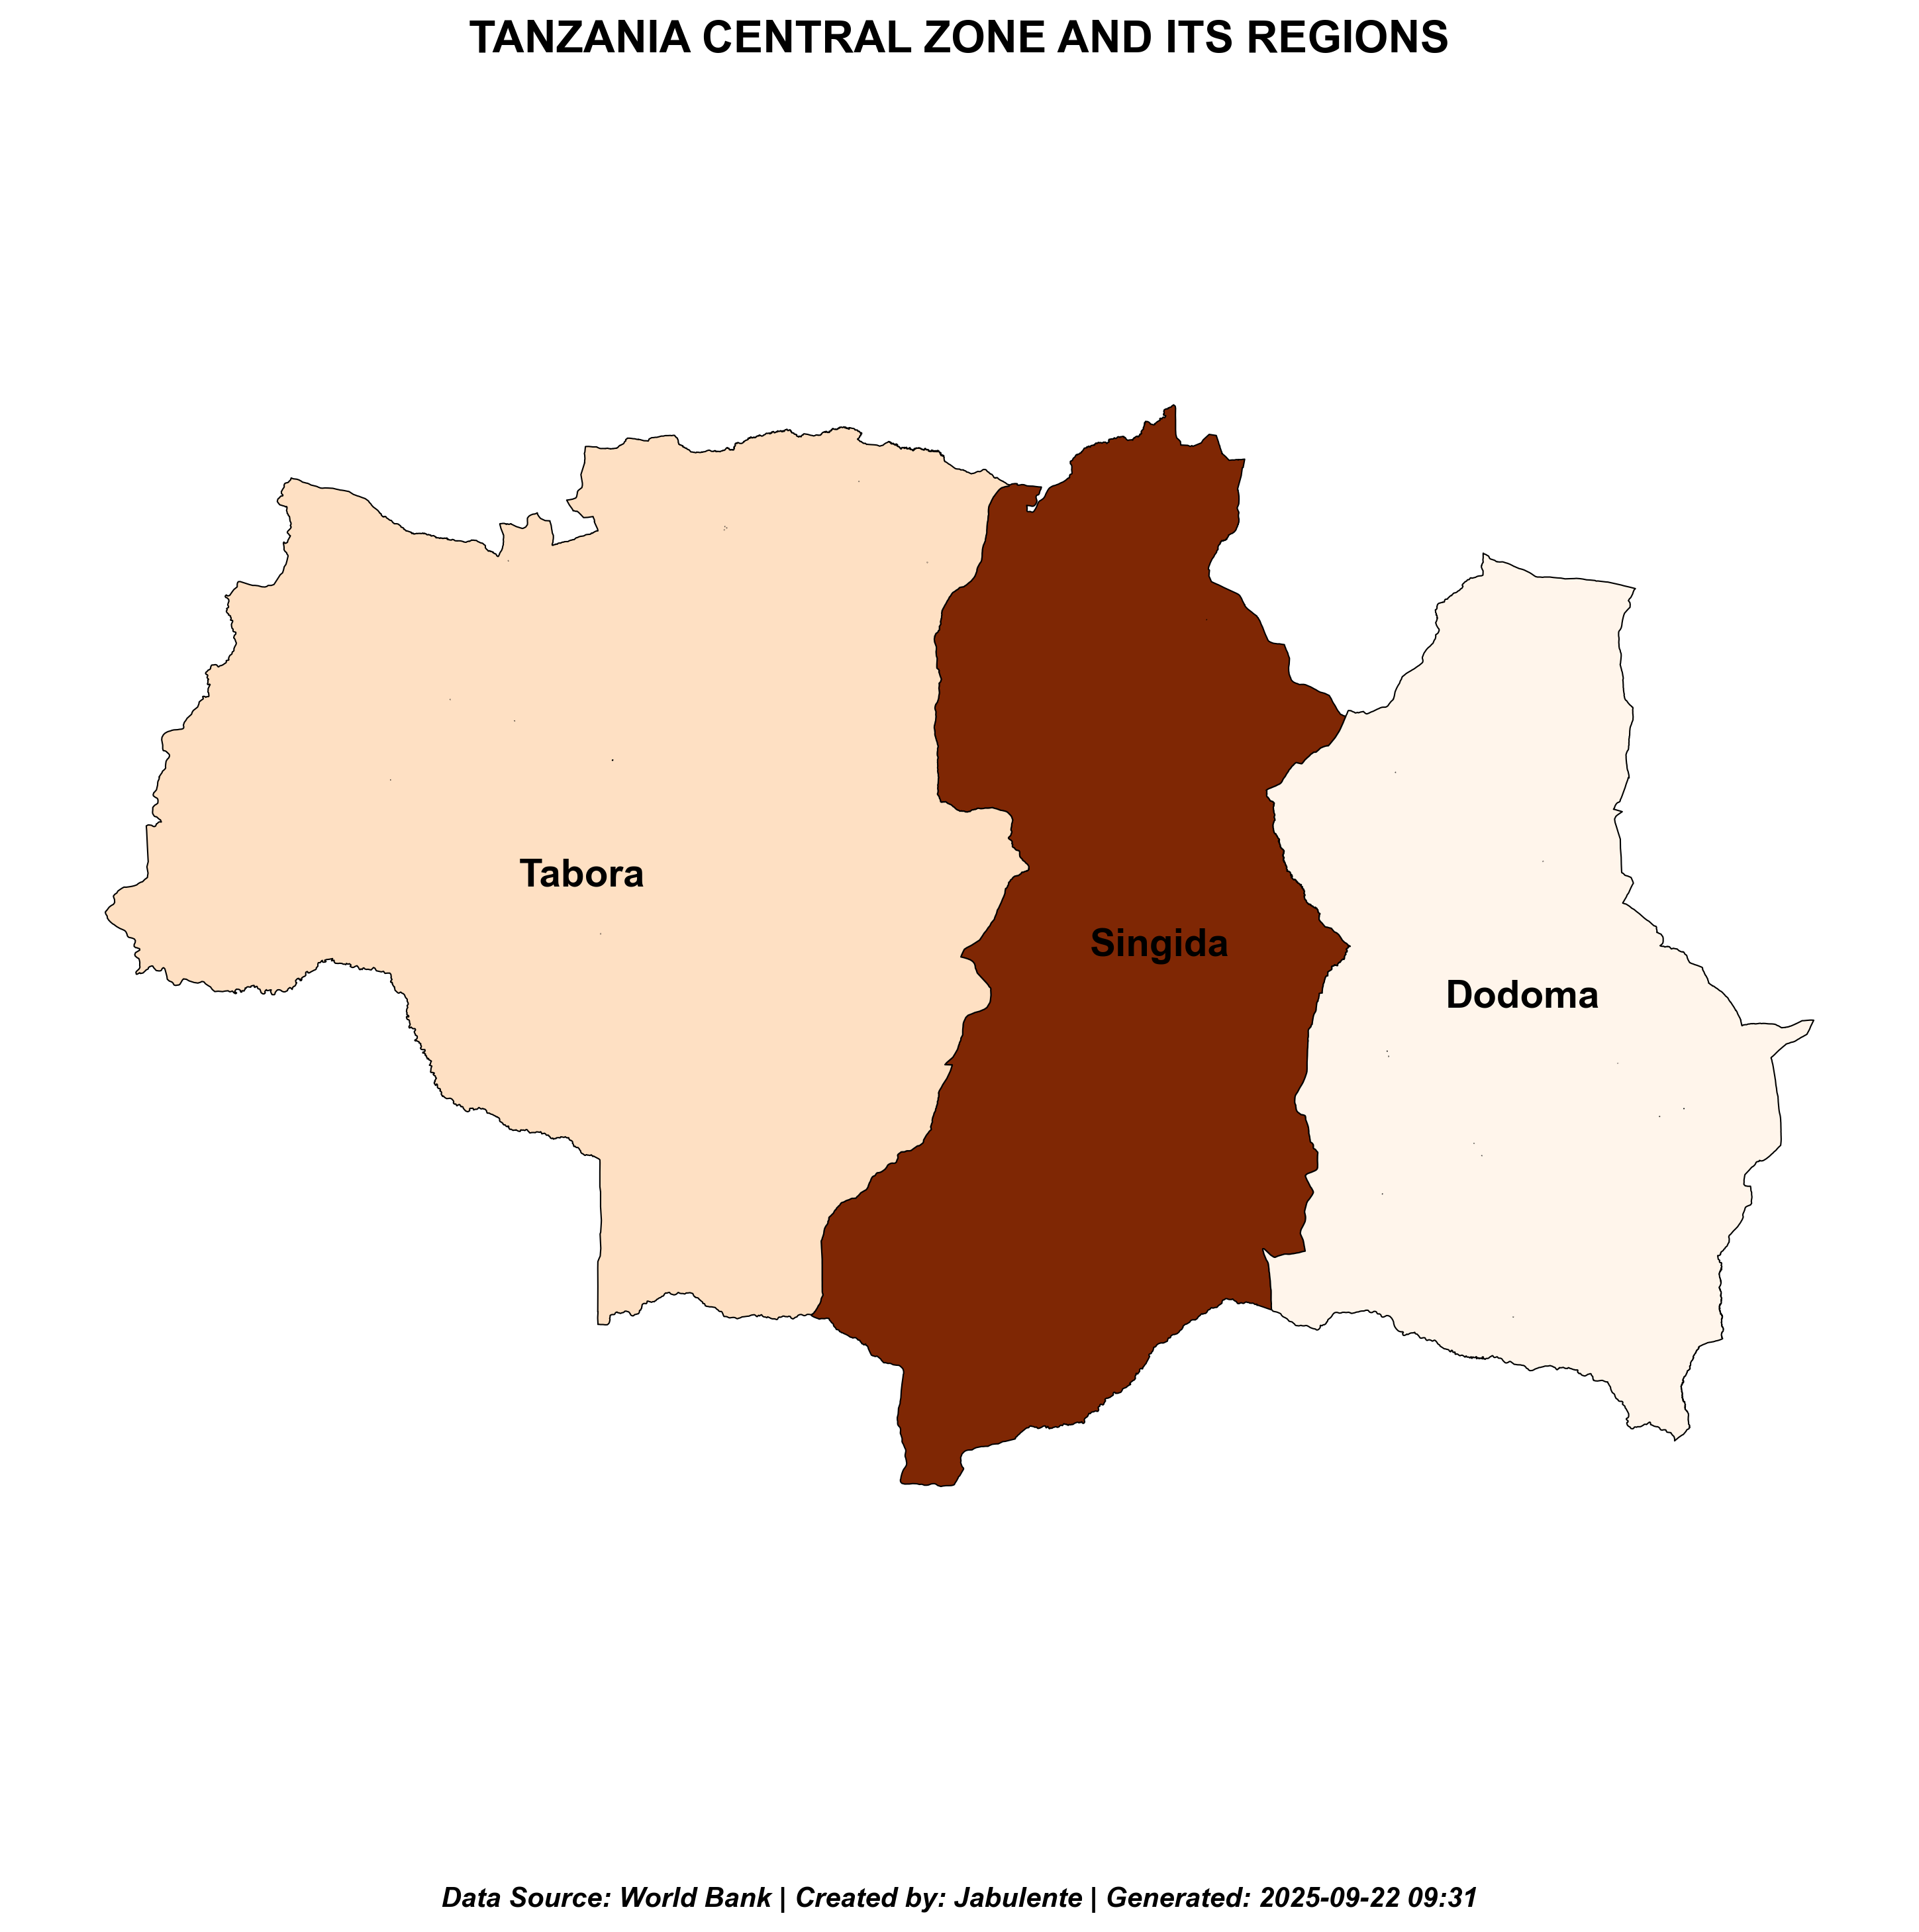 TANZANIA CENTRAL ZONE AND ITS REGIONS
Tabora
Singida
Dodoma
Data Source: World Bank | Created by: Jabulente | Generated: 2025-09-22 09:31